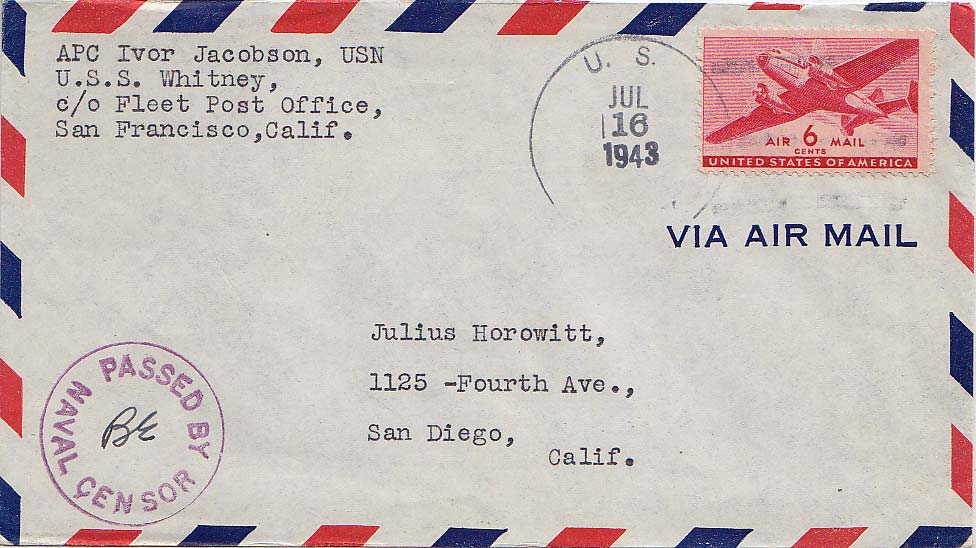 APC Ivor Jacobson, USN
U.S.S. Whitney,
c/o Fleet Post Office,
San Francisco,Calif.
U. S.
JUL
16
1943
AIR 6 MAIL
CENTS
UNITED STATES OF AMERICA
VIA AIR MAIL
Julius Horowitt,
1125 -Fourth Ave.,
San Diego,
Calif.
PASSED BY
NAVAL CENSOR
BE